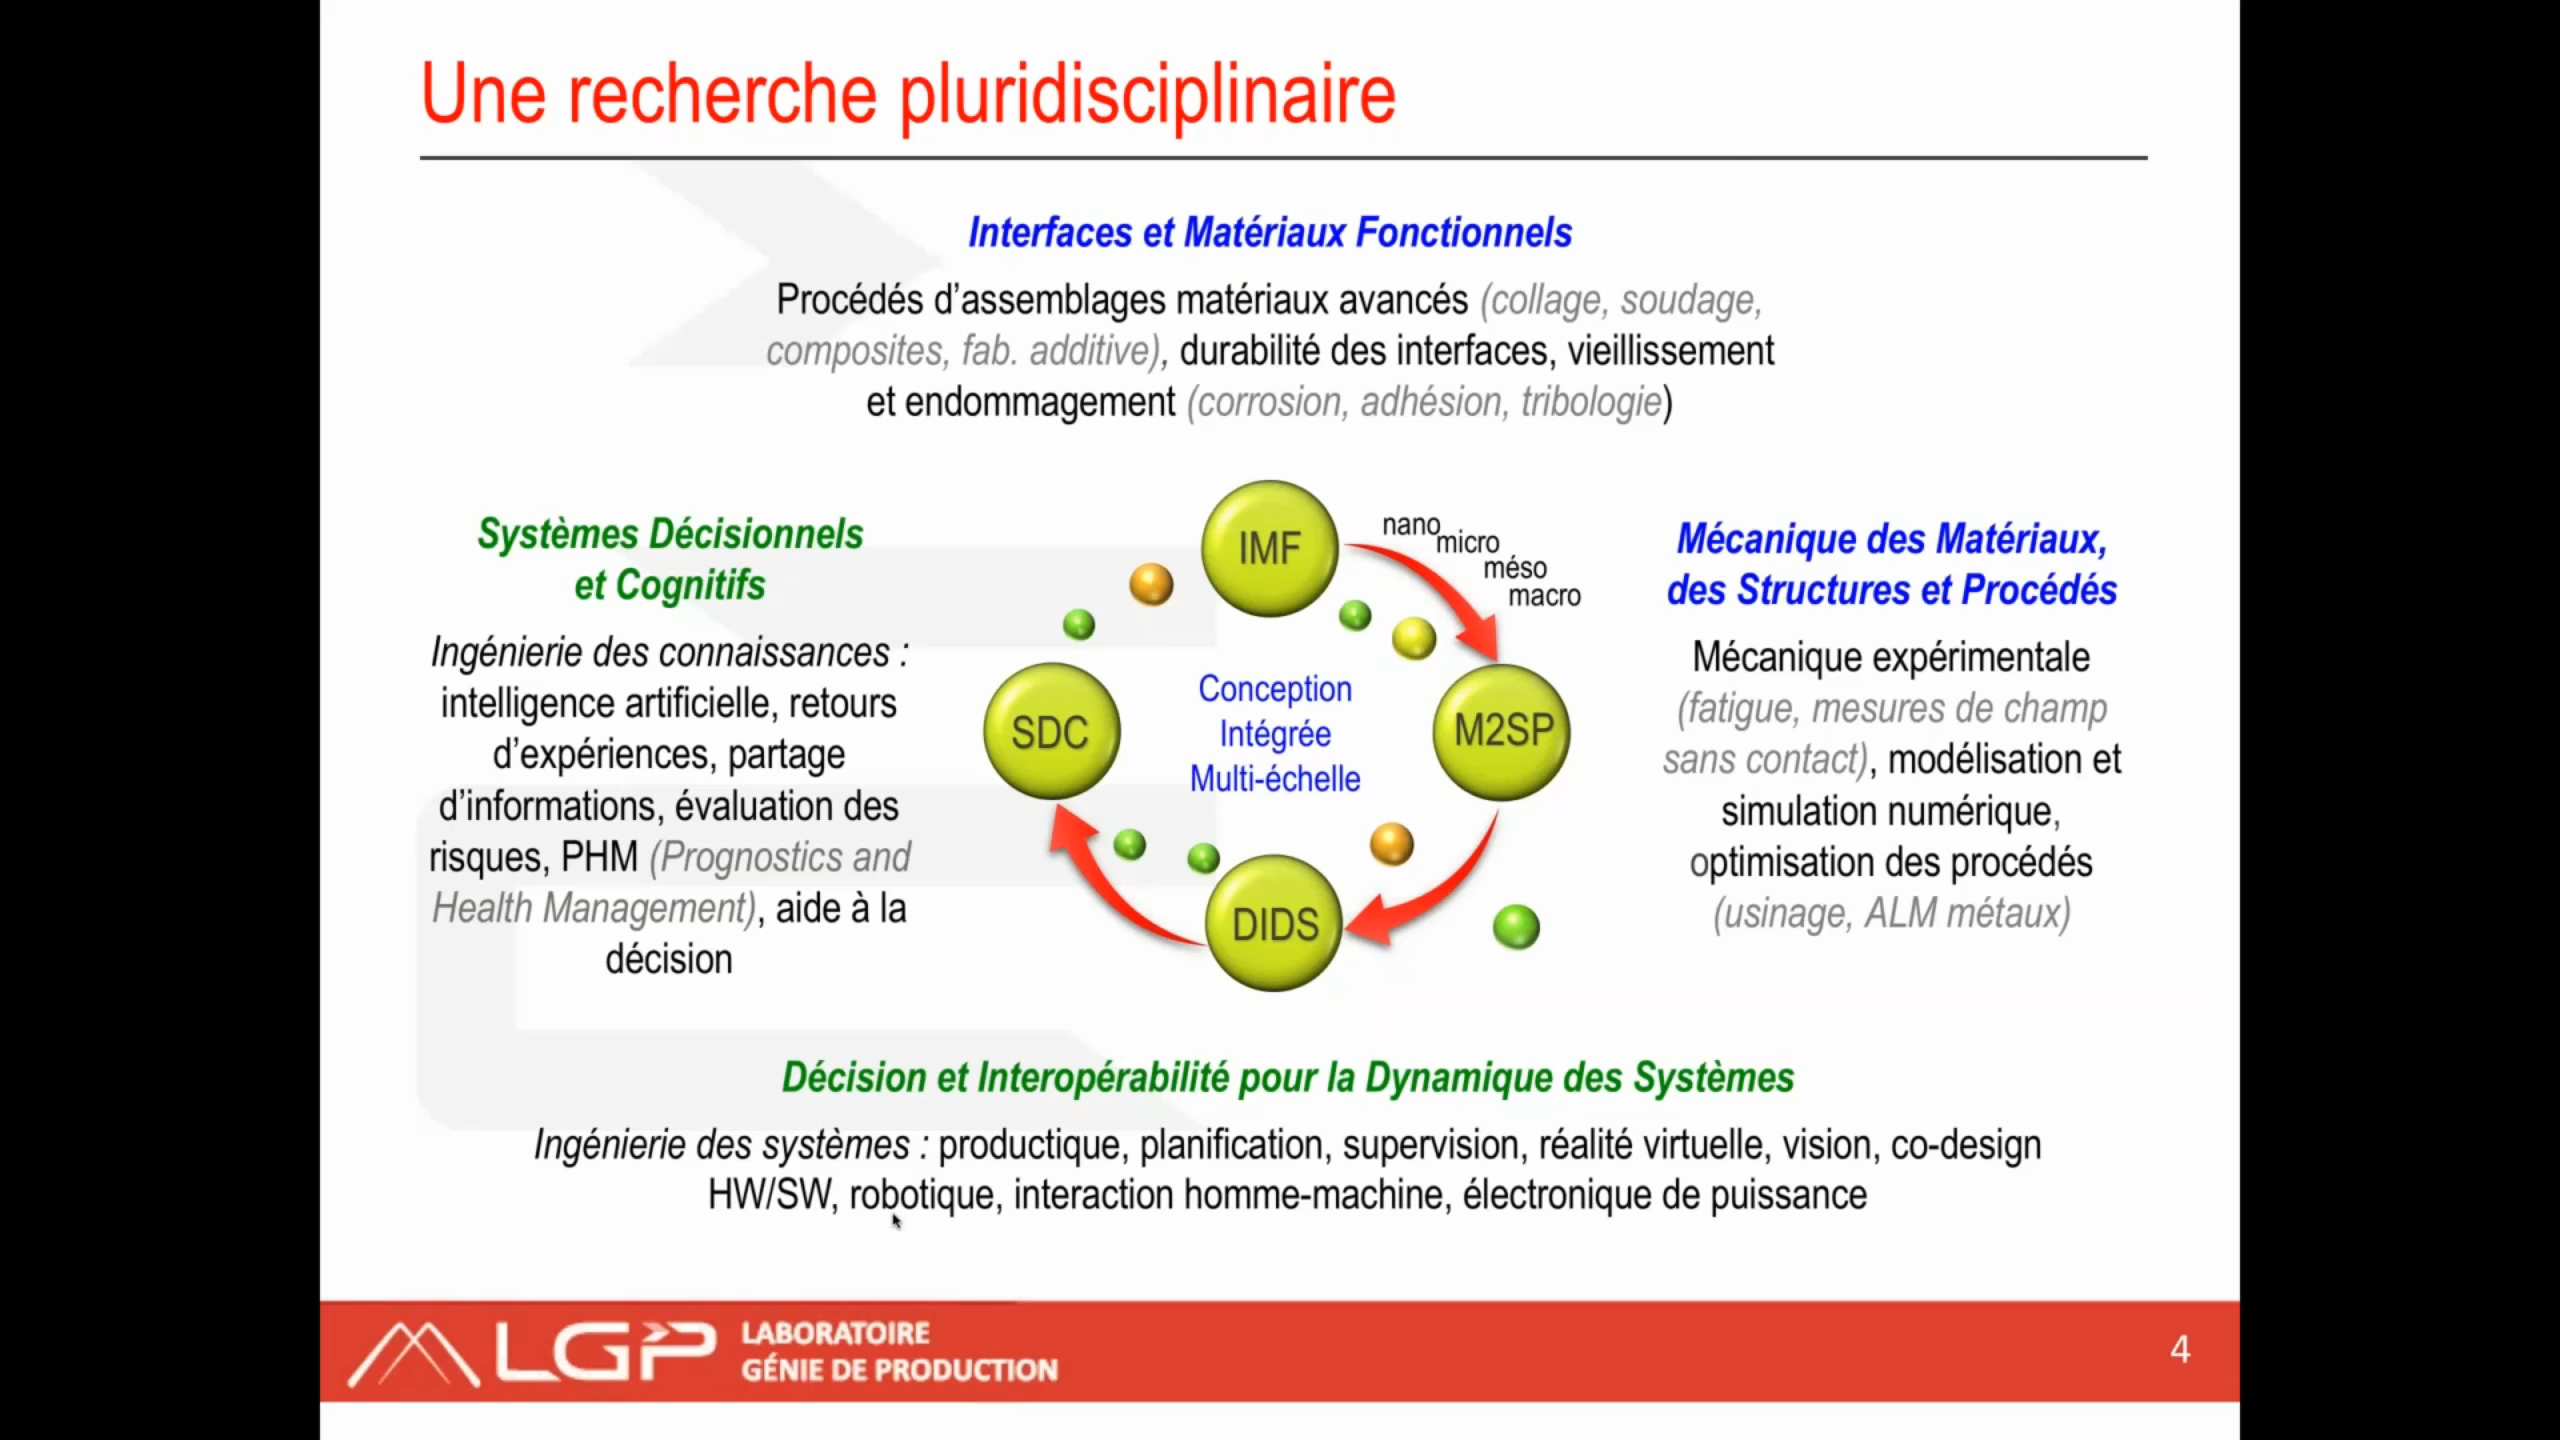 Une recherche pluridisciplinaire
Interfaces et Matériaux Fonctionnels
Procédés d’assemblages matériaux avancés (collage, soudage,
composites, fab. additive), durabilité des interfaces, vieillissement
et endommagement (corrosion, adhésion, tribologie)
Systèmes Décisionnels
et Cognitifs
Ingénierie des connaissances :
intelligence artificielle, retours
d’expériences, partage
d’informations, évaluation des
risques, PHM (Prognostics and
Health Management), aide à la
décision
IMF
nano
micro
méso
macro
SDC
Conception
Intégrée
Multi-échelle
M2SP
DIDS
Mécanique des Matériaux,
des Structures et Procédés
Mécanique expérimentale
(fatigue, mesures de champ
sans contact), modélisation et
simulation numérique,
optimisation des procédés
(usinage, ALM métaux)
Décision et Interopérabilité pour la Dynamique des Systèmes
Ingénierie des systèmes : productique, planification, supervision, réalité virtuelle, vision, co-design
HW/SW, robotique, interaction homme-machine, électronique de puissance
LGP
LABORATOIRE
GÉNIE DE PRODUCTION
4